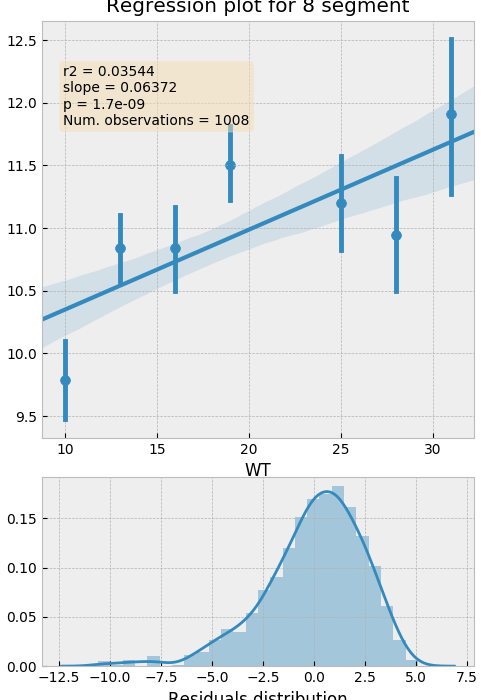 Regression plot for 8 segment
12.5
12.0
11.5
11.0
10.5
10.0
9.5
r2 = 0.03544
slope = 0.06372
p = 1.7e-09
Num. observations = 1008
10 15 20 25 30
WT
0.15
0.10
0.05
0.00
−12.5 −10.0 −7.5 −5.0 −2.5 0.0 2.5 5.0 7.5
Residuals distribution